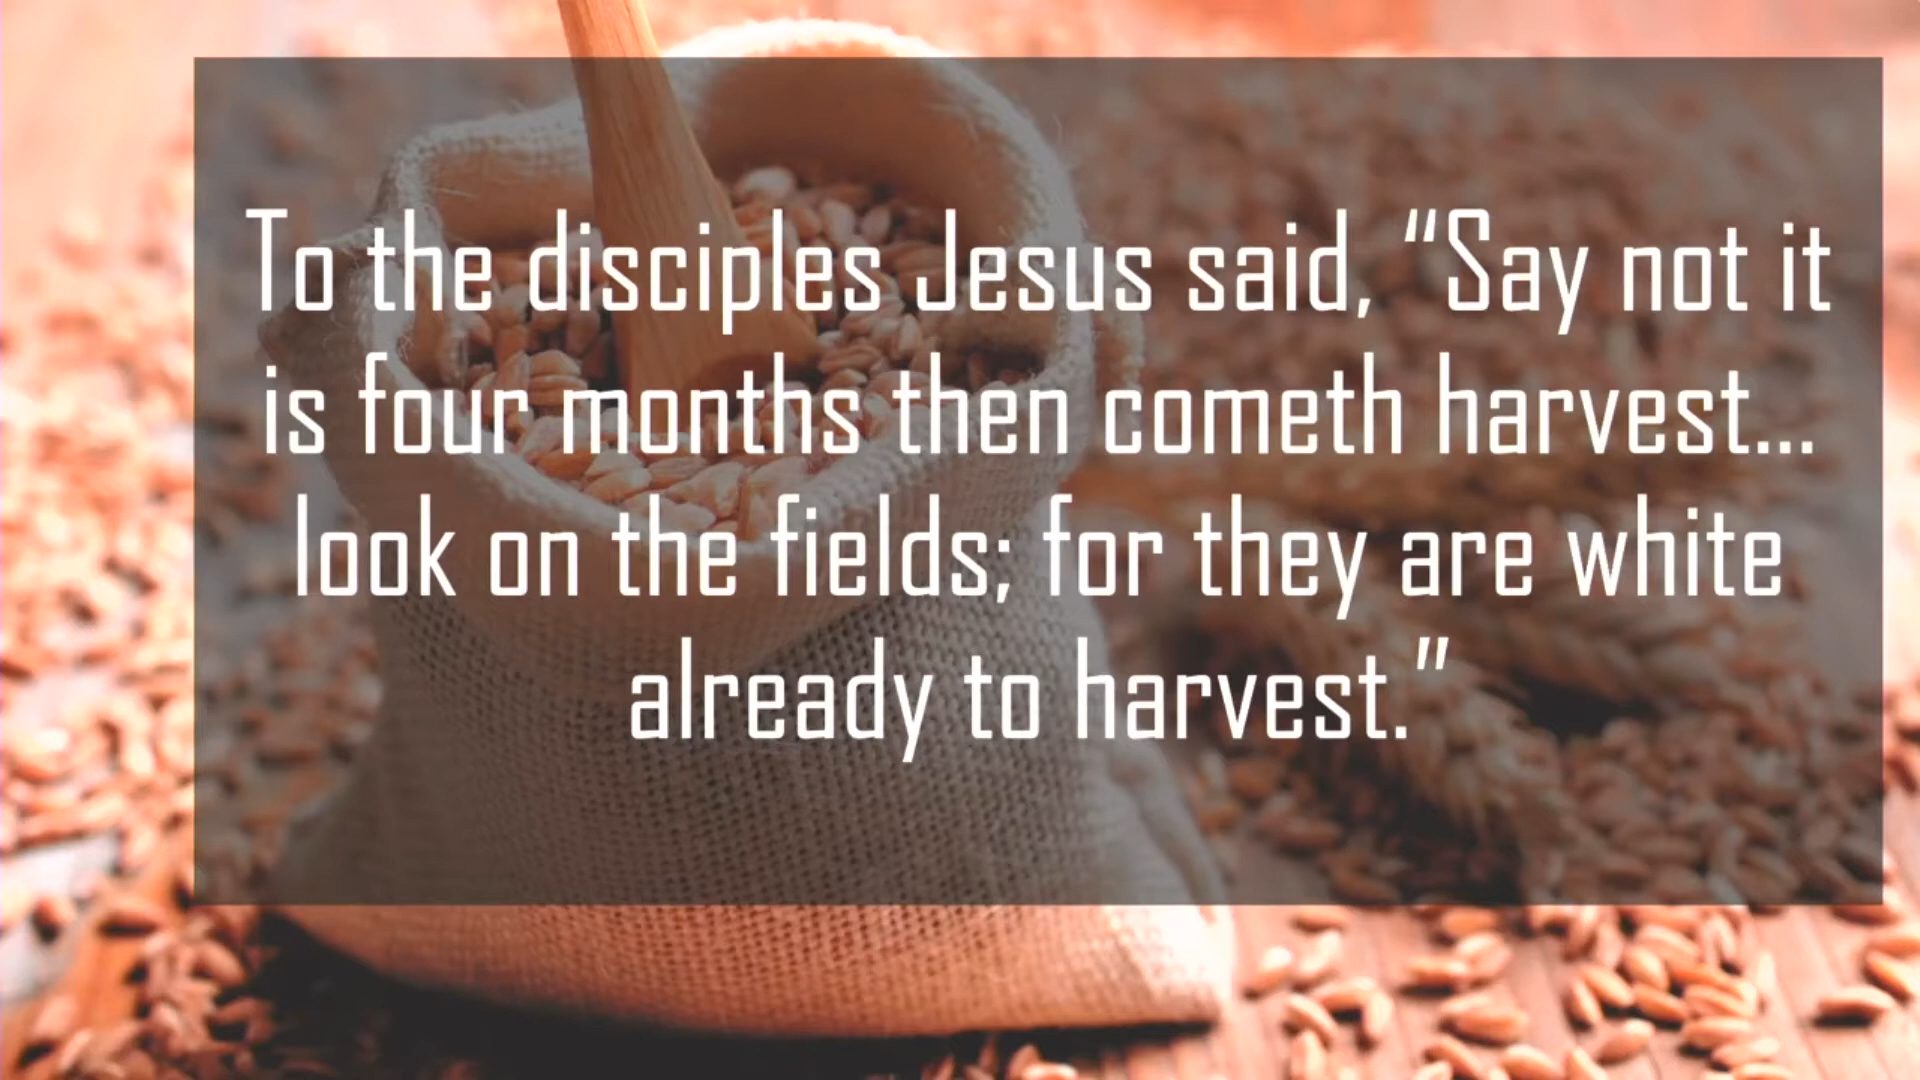 To the disciples Jesus said, “Say not it
is four months then cometh harvest...
look on the fields; for they are white
already to harvest.”